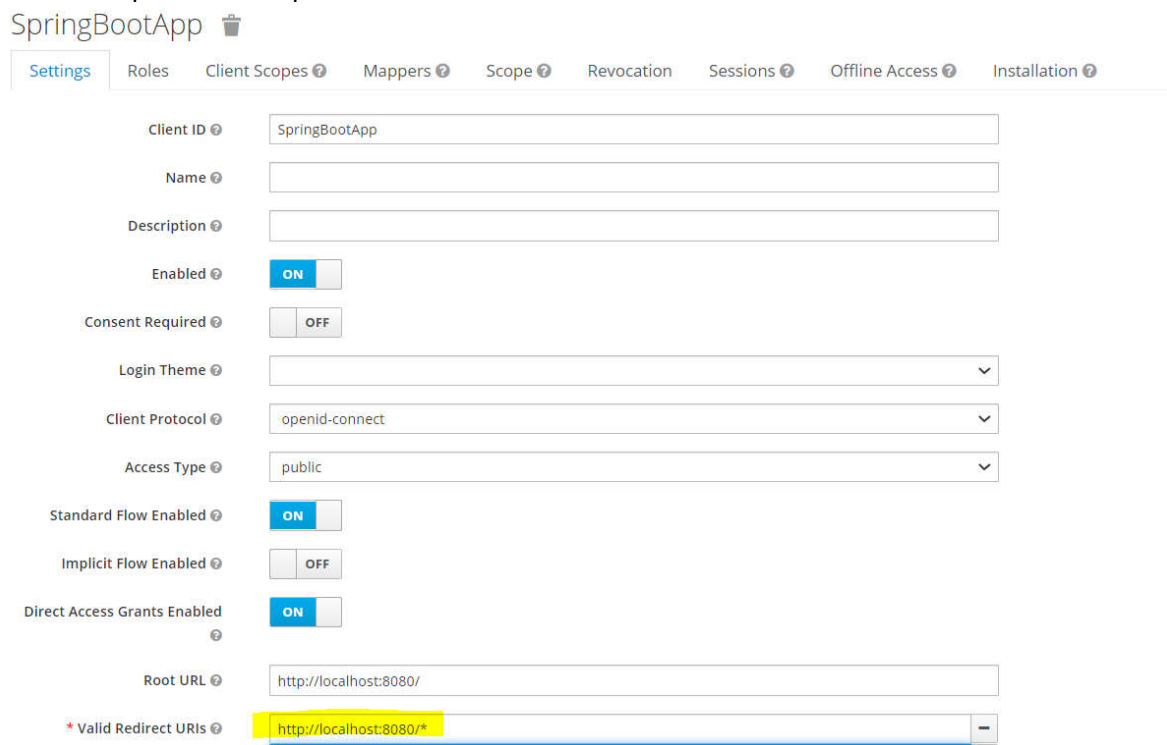 SpringBootApp
Settings Roles Client Scopes Mappers Scope Revocation Sessions Offline Access Installation
Client ID SpringBootApp
Name
Description
Enabled ON
Consent Required OFF
Login Theme
Client Protocol openid-connect
Access Type public
Standard Flow Enabled ON
Implicit Flow Enabled OFF
Direct Access Grants Enabled ON
Root URL http://localhost:8080/
* Valid Redirect URIs http://localhost:8080/*